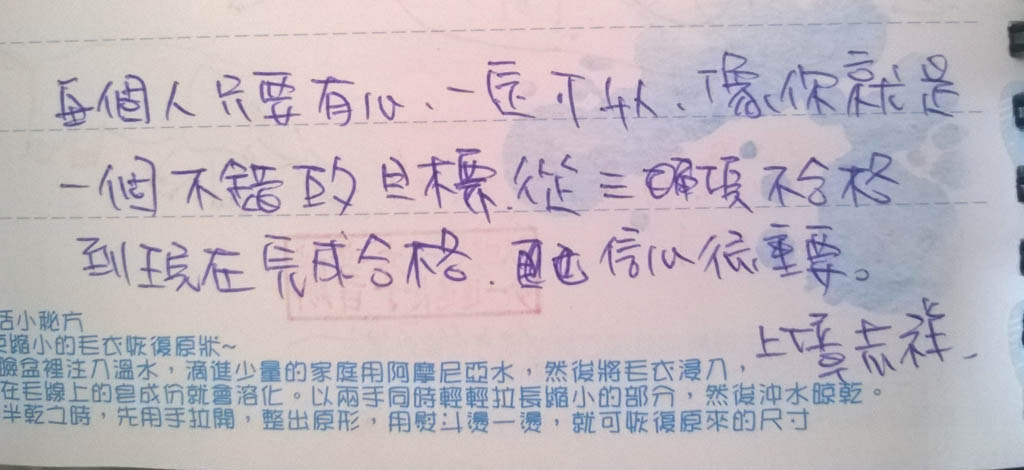 每個人只要有心、一定可以、像你就是
一個不錯的目標.從三項不合格
到現在完成合格.信心很重要。
上 志祥
活小秘方
縮小的毛衣恢復原狀~
臉盆裡注入溫水，滴進少量的家庭用阿摩尼亞水，然後將毛衣浸入，
在毛線上的皂成份就會溶化。以兩手同時輕輕拉長縮小的部分，然後沖水晾乾。
半乾之時，先用手拉開，整出原形，用熨斗燙一燙，就可恢復原來的尺寸